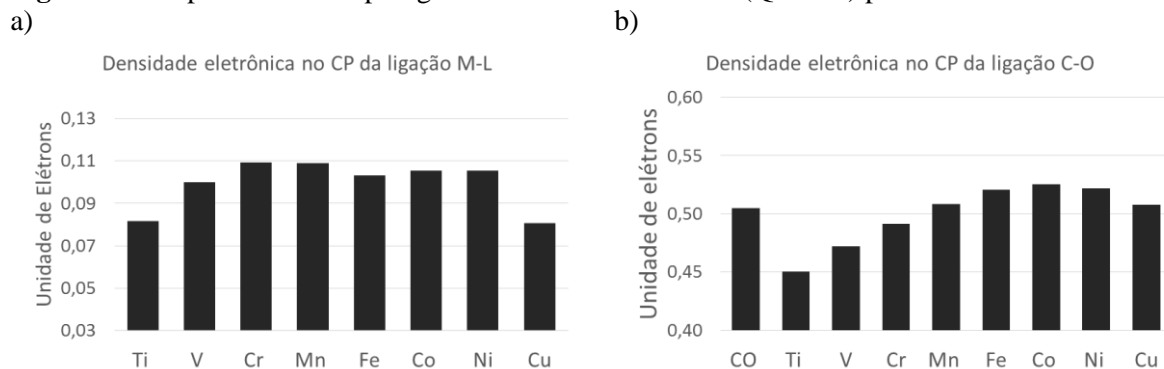 a)
b)
Densidade eletrônica no CP da ligação M-L
Unidade de Elétrons
0,13
0,11
0,09
0,07
0,05
0,03
Ti V Cr Mn Fe Co Ni Cu
Densidade eletrônica no CP da ligação C-O
Unidade de elétrons
0,60
0,55
0,50
0,45
0,40
CO Ti V Cr Mn Fe Co Ni Cu